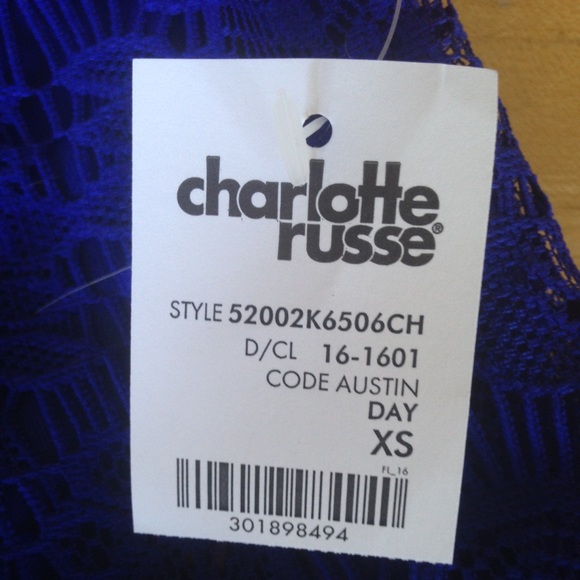 charlotte
russe®
STYLE 52002K6506CH
D/CL 16-1601
CODE AUSTIN
DAY
XS
FL_16
301898494